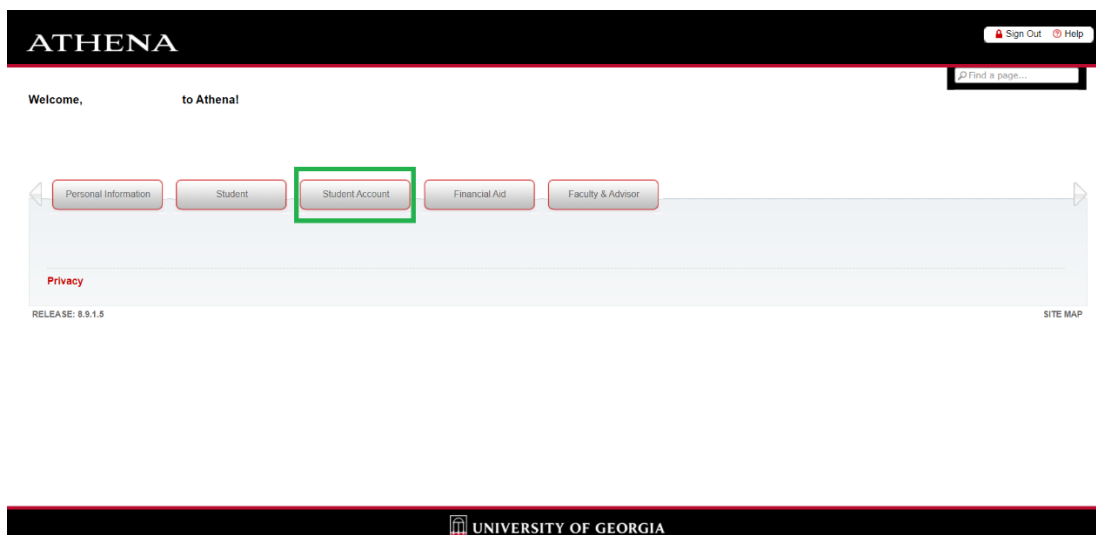 ATHENA
Sign Out Help
Find a page...
Welcome, to Athena!
Personal Information Student Student Account Financial Aid Faculty & Advisor
Privacy
RELEASE: 8.9.1.5 SITE MAP
UNIVERSITY OF GEORGIA